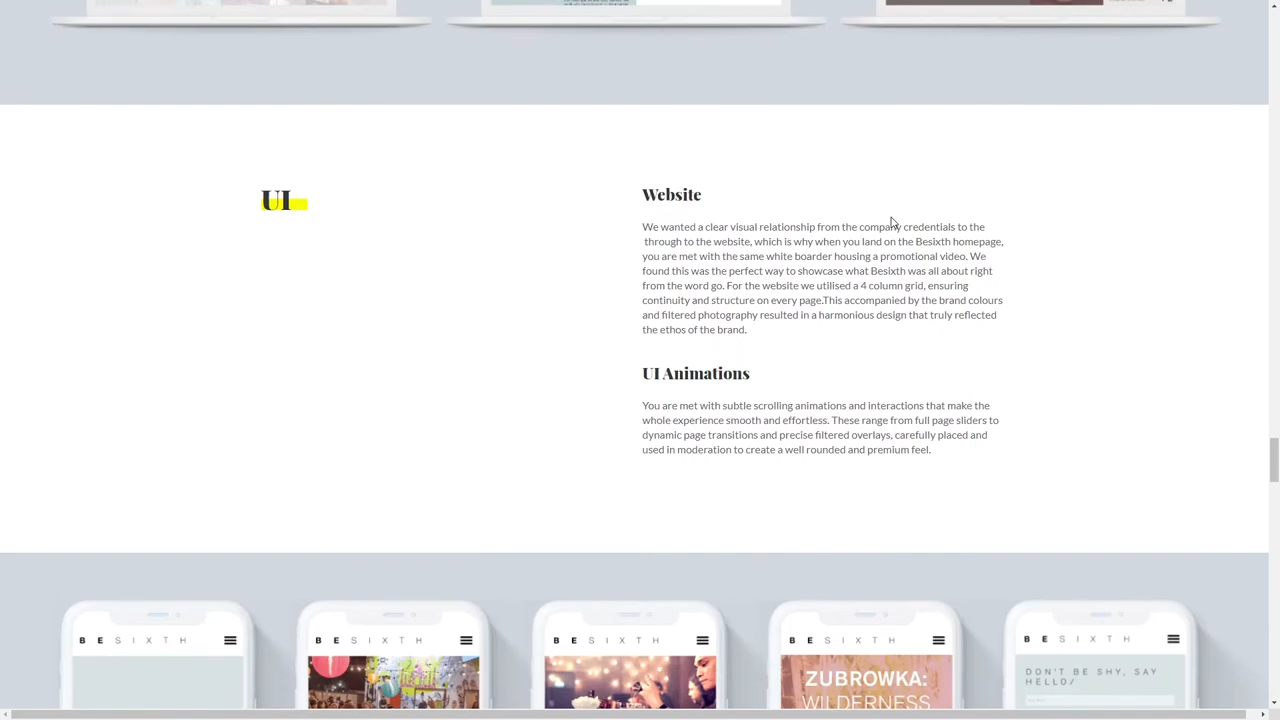 UI
Website
We wanted a clear visual relationship from the company credentials to the
through to the website, which is why when you land on the Besixth homepage,
you are met with the same white boarder housing a promotional video. We
found this was the perfect way to showcase what Besixth was all about right
from the word go. For the website we utilised a 4 column grid, ensuring
continuity and structure on every page.This accompanied by the brand colours
and filtered photography resulted in a harmonious design that truly reflected
the ethos of the brand.
UI Animations
You are met with subtle scrolling animations and interactions that make the
whole experience smooth and effortless. These range from full page sliders to
dynamic page transitions and precise filtered overlays, carefully placed and
used in moderation to create a well rounded and premium feel.
BESIXTH
BESIXTH
BESIXTH
BESIXTH
ZUBROWKA:
WILDERNESS
BESIXTH
DON'T BE SHY, SAY
HELLO/